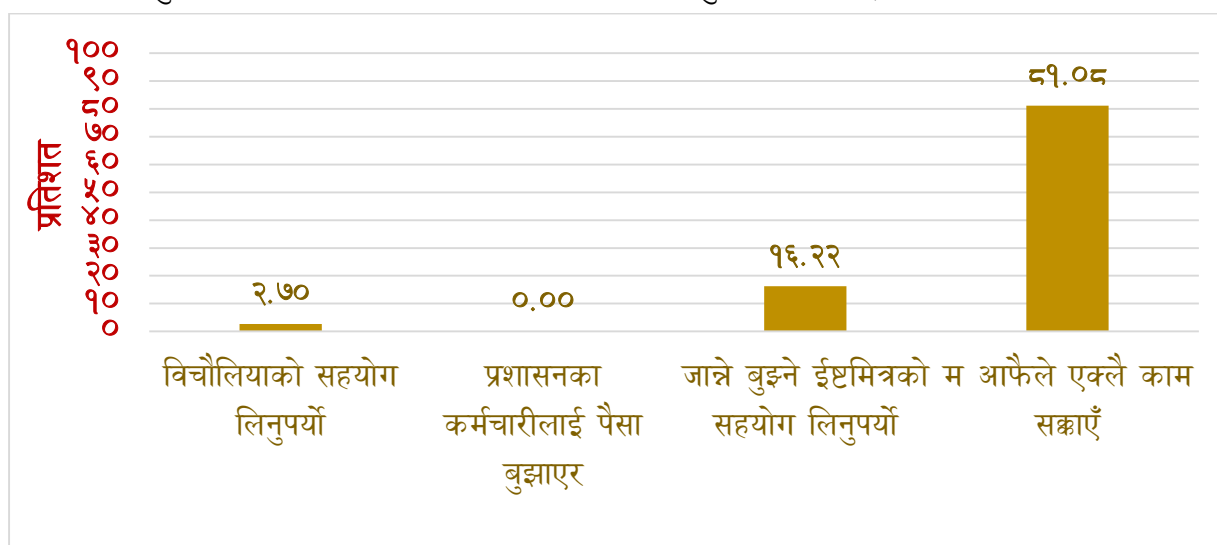 १००
९०
८०
७०
६०
५०
४०
३०
२०
१०
०
प्रतिशत
२.७०
०.००
१६.२२
८१.०८
विचौलियाको सहयोग
लिनुपर्यो
प्रशासनका
कर्मचारीलाई पैसा
बुझाएर
जान्ने बुझ्ने ईष्टमित्रको
सहयोग लिनुपर्यो
म आफैले एक्लै काम
सक्काएँ